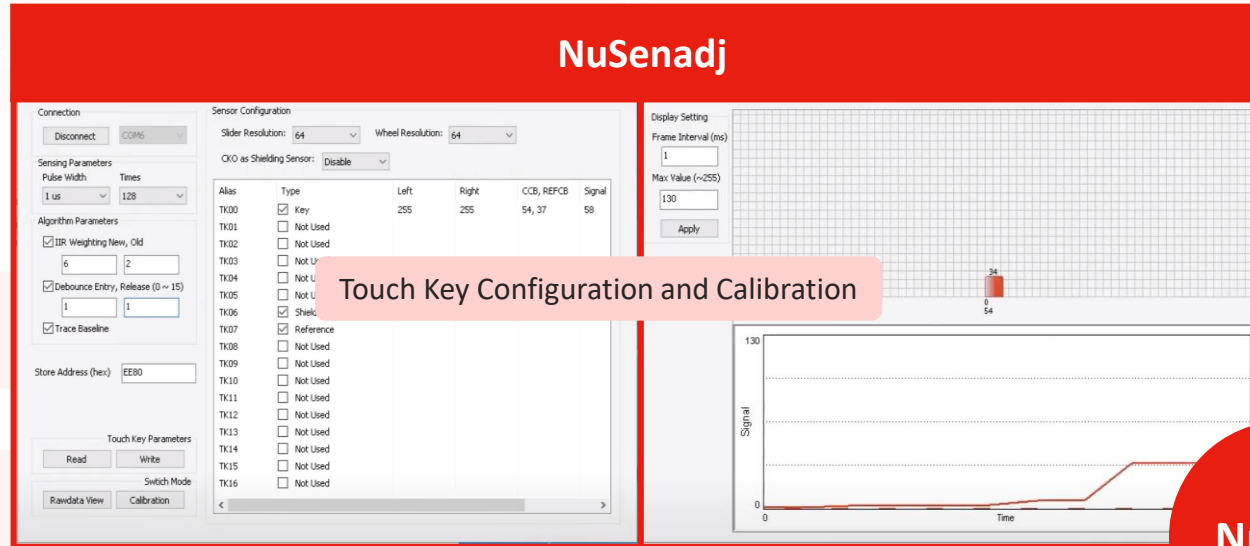 NuSenadj
Connection
Disconnect COM6
Sensing Parameters
Pulse Width Times
1 us 128
Algorithm Parameters
IIR Weighting New, Old
6 2
Debounce Entry, Release (0 ~ 15)
1 1
Trace Baseline
Store Address (hex) EE80
Touch Key Parameters
Read Write
Swtich Mode
Rawdata View Calibration
Sensor Configuration
Slider Resolution: 64 Wheel Resolution: 64
CKO as Shielding Sensor: Disable
Alias Type Left Right CCB, REFCB Signal
TK00 Key 255 255 54, 37 58
TK01 Not Used
TK02 Not Used
TK03 Not
TK04 Not
TK05 Not
TK06
TK07 Reference
TK08 Not Used
TK09 Not Used
TK10 Not Used
TK11 Not Used
TK12 Not Used
TK13 Not Used
TK14 Not Used
TK15 Not Used
TK16 Not Used
Touch Key Configuration and Calibration
Display Setting
Frame Interval (ms)
1
Max Value (~255)
130
Apply
34
0
54
130
Signal
0
0 Time